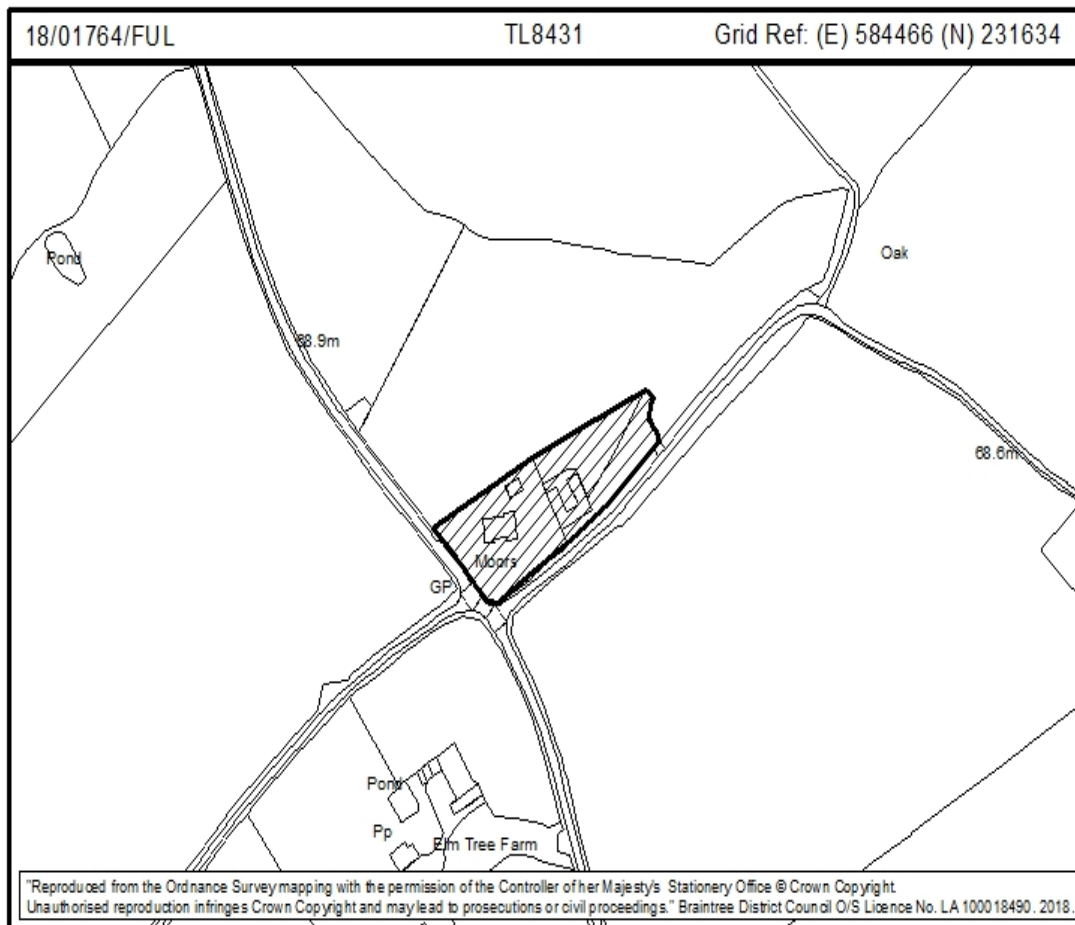 18/01764/FUL TL8431 Grid Ref: (E) 584466 (N) 231634
Oak
Pond
68.9m
68.6m
Moors
GP
Pond
Pp
Elm Tree Farm
"Reproduced from the Ordnance Survey mapping with the permission of the Controller of her Majesty's Stationery Office © Crown Copyright.
Unauthorised reproduction infringes Crown Copyright and may lead to prosecutions or civil proceedings." Braintree District Council O/S Licence No. LA 100018490. 2018.